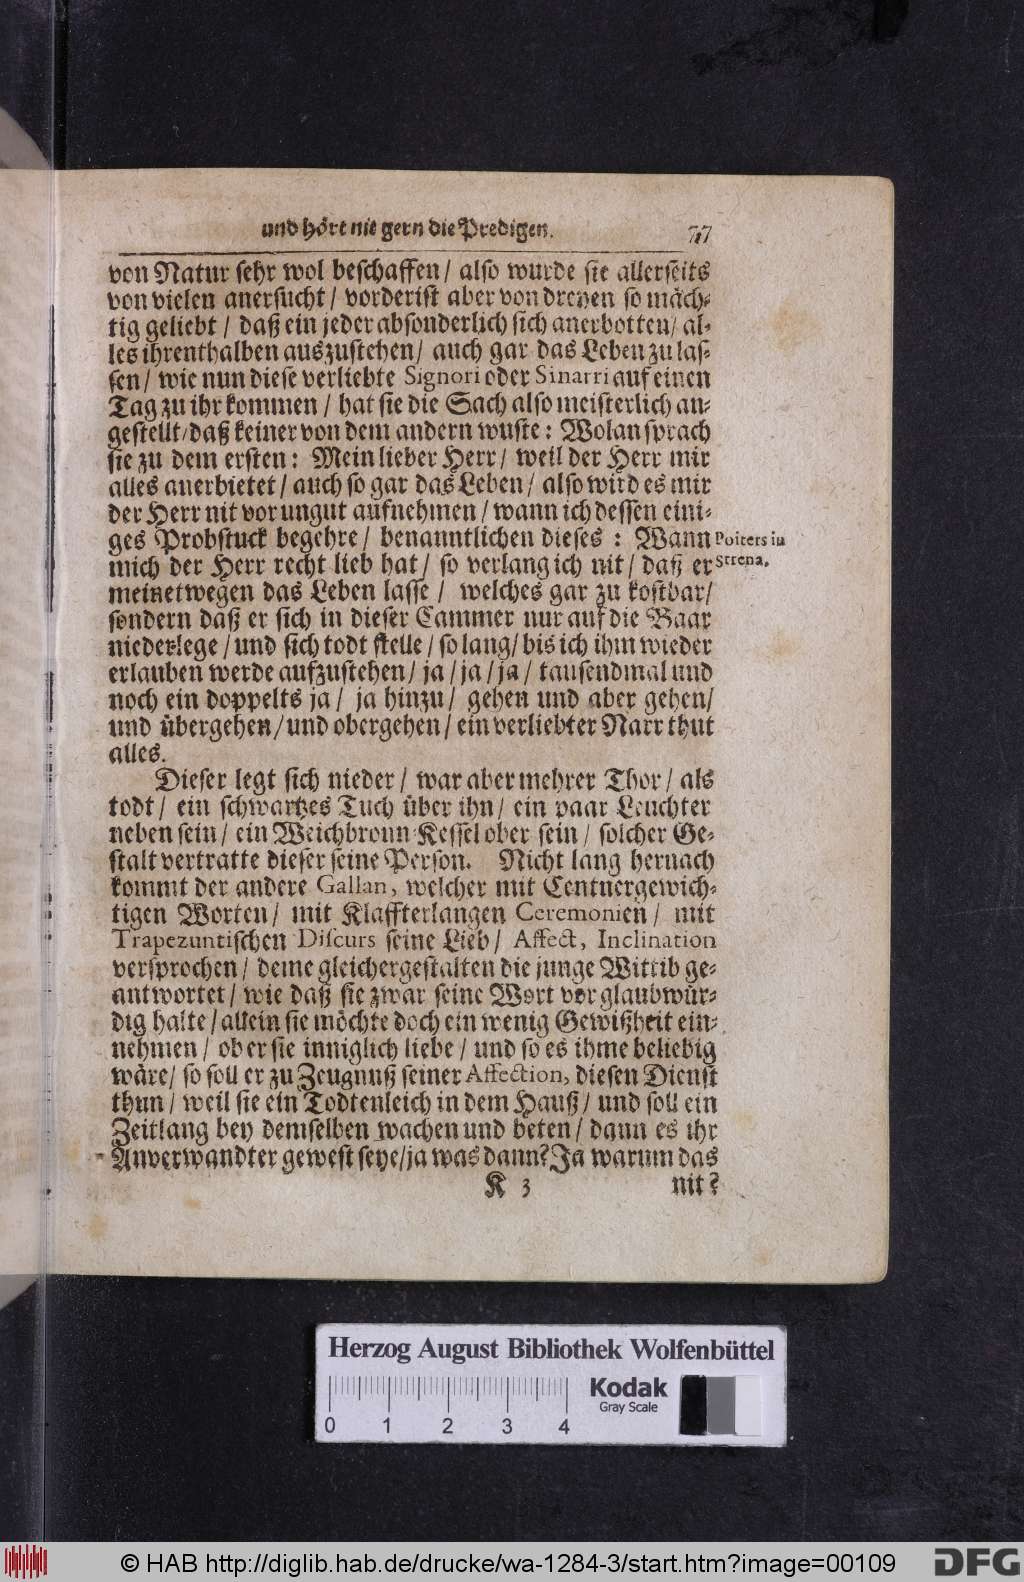 und hört nit gern die Predigen. 77
von Natur sehr wol beschaffen / also wurde sie allerseits
von vielen anersucht / vorderist aber von dreyen so mäch-
tig geliebt / daß ein jeder absonderlich sich anerbotten / al-
les ihrenthalben auszustehen / auch gar das Leben zu las-
sen / wie nun diese verliebte Signori oder Sinarri auf einen
Tag zu ihr kommen / hat sie die Sach also meisterlich an-
gestellt / daß keiner von dem andern wuste: Wolan sprach
sie zu dem ersten: Mein lieber Herr / weil der Herr mir
alles anerbietet / auch so gar das Leben / also wird es mir
der Herr nit vor ungut aufnehmen / wann ich dessen eini-
ges Probstuck begehre / benanntlichen dieses: Wann
Poiters in
mich der Herr recht lieb hat / so verlang ich nit / daß er
Strena.
meinetwegen das Leben lasse / welches gar zu kostbar /
sondern daß er sich in dieser Cammer nur auf die Baar
niederlege / und sich todt stelle / so lang / bis ich ihm wieder
erlauben werde aufzustehen / ja / ja / ja / tausendmal und
noch ein doppelts ja / ja hinzu / gehen und aber gehen /
und übergehen / und obergehen / ein verliebter Narr thut
alles.
Dieser legt sich nieder / war aber mehrer Thor / als
todt / ein schwartzes Tuch über ihn / ein paar Leuchter
neben sein / ein Weichbronn-Kessel ober sein / solcher Ge-
stalt vertratte dieser seine Person. Nicht lang hernach
kommt der andere Gallan, welcher mit Centnergewich-
tigen Worten / mit Klaffterlangen Ceremonien / mit
Trapezuntischen Discurs seine Lieb / Affect, Inclination
versprochen / deme gleichergestalten die junge Wittib ge-
antwortet / wie daß sie zwar seine Wort vor glaubwür-
dig halte / allein sie möchte doch ein wenig Gewißheit ein-
nehmen / ob er sie inniglich liebe / und so es ihme beliebig
wäre / so soll er zu Zeugnuß seiner Affection, diesen Dienst
thun / weil sie ein Todtenleich in dem Hauß / und soll ein
Zeitlang bey demselben wachen und beten / dann es ihr
Anverwandter gewest seye / ja was dann? Ja warum das
K 3 nit?
Herzog August Bibliothek Wolfenbüttel
Kodak
Gray Scale
0 1 2 3 4
© HAB http://diglib.hab.de/drucke/wa-1284-3/start.htm?image=00109
DFG